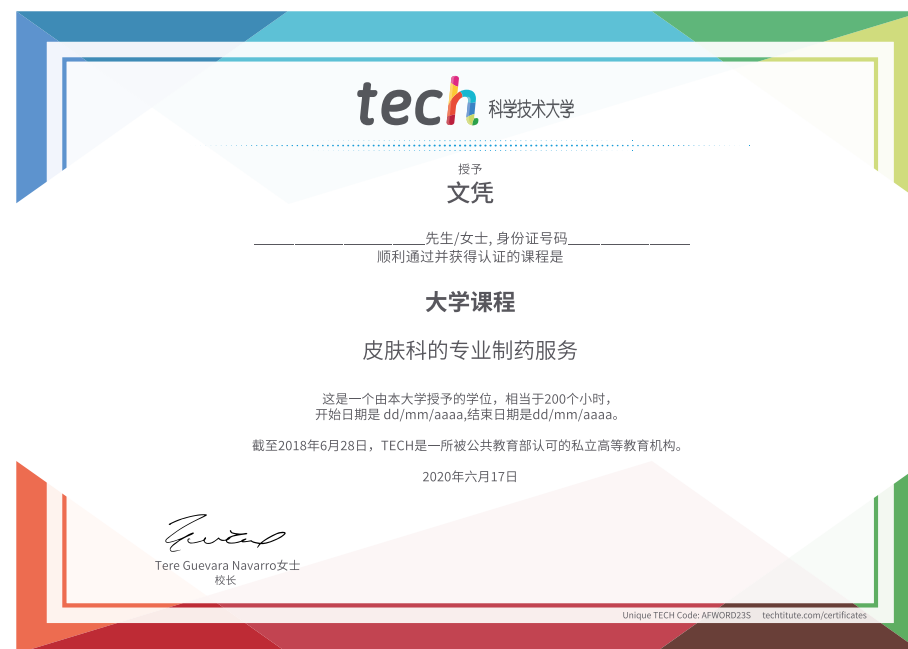 tech 科学技术大学
授予
文凭
先生/女士, 身份证号码
顺利通过并获得认证的课程是
大学课程
皮肤科的专业制药服务
这是一个由本大学授予的学位，相当于200个小时，
开始日期是 dd/mm/aaaa,结束日期是dd/mm/aaaa。
截至2018年6月28日，TECH是一所被公共教育部认可的私立高等教育机构。
2020年六月17日
Tere Guevara Navarro女士
校长
Unique TECH Code: AFWORD23S techtitute.com/certificates